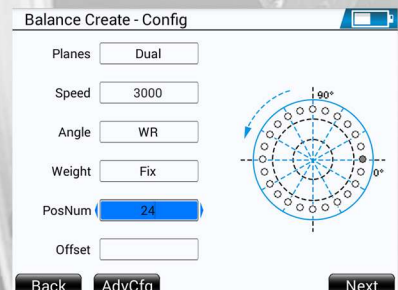 Balance Create - Config
Planes Dual
Speed 3000
Angle WR
Weight Fix
PosNum 24
Offset
90°
0°
Back AdvCfg Next